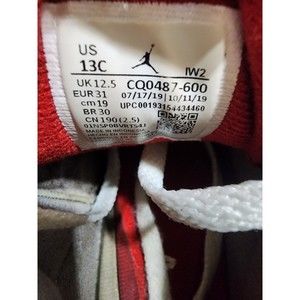 US
13C
IW2
UK 12.5 CQ0487-600
EUR 31 07/17/19 10/11/19
cm 19 UPC00193154434460
BR 30
CN 190(2.5)
MADE IN INDONESIA